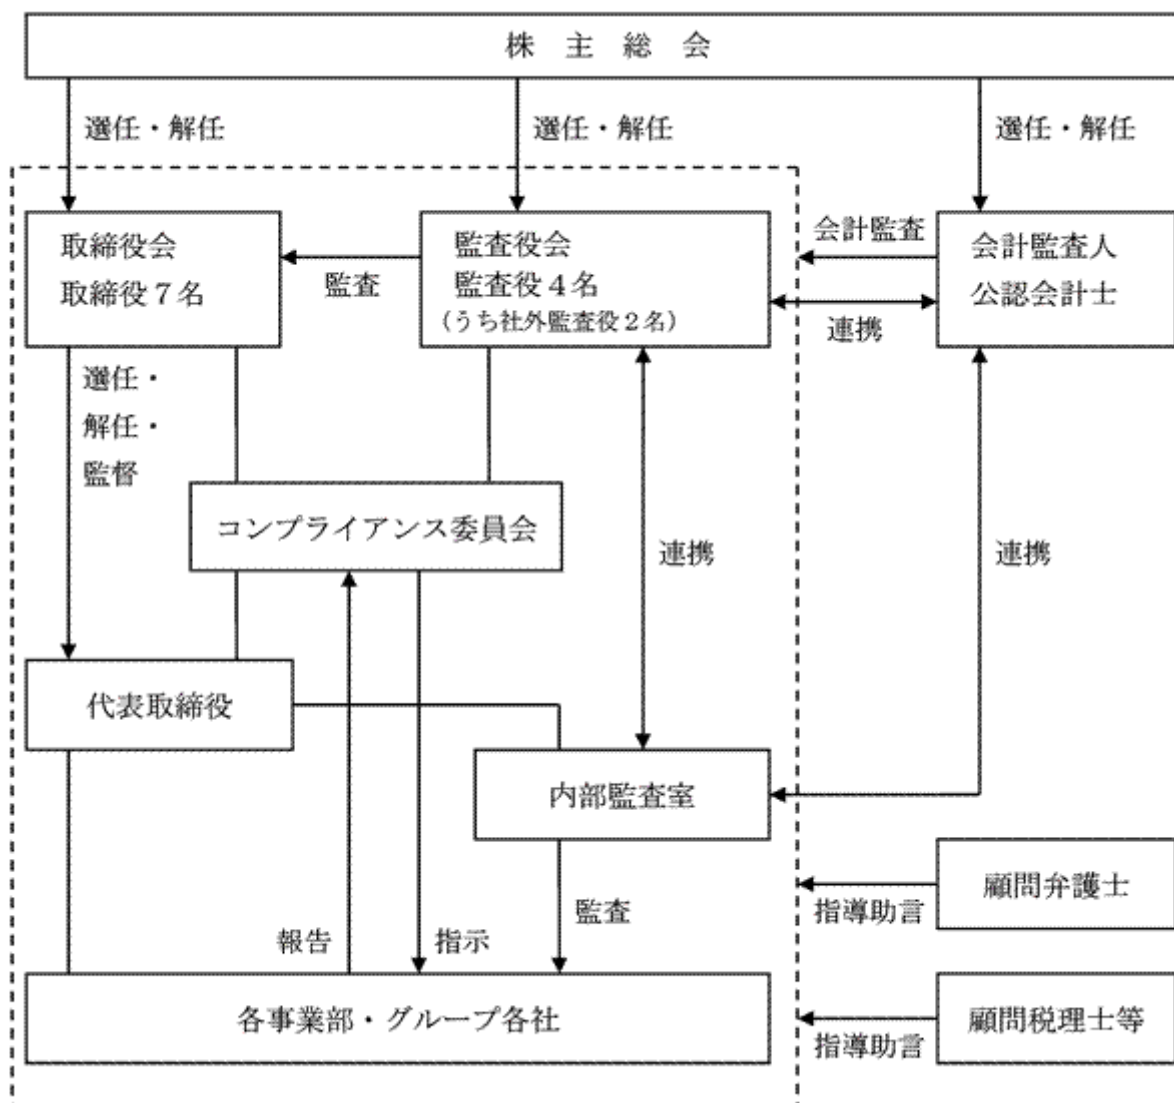 株主総会
選任・解任
選任・解任
選任・解任
取締役会
取締役７名
監査
監査役会
監査役４名
（うち社外監査役２名）
会計監査
連携
会計監査人
公認会計士
選任・
解任・
監督
コンプライアンス委員会
連携
連携
代表取締役
内部監査室
監査
報告
指示
顧問弁護士
指導助言
各事業部・グループ各社
顧問税理士等
指導助言